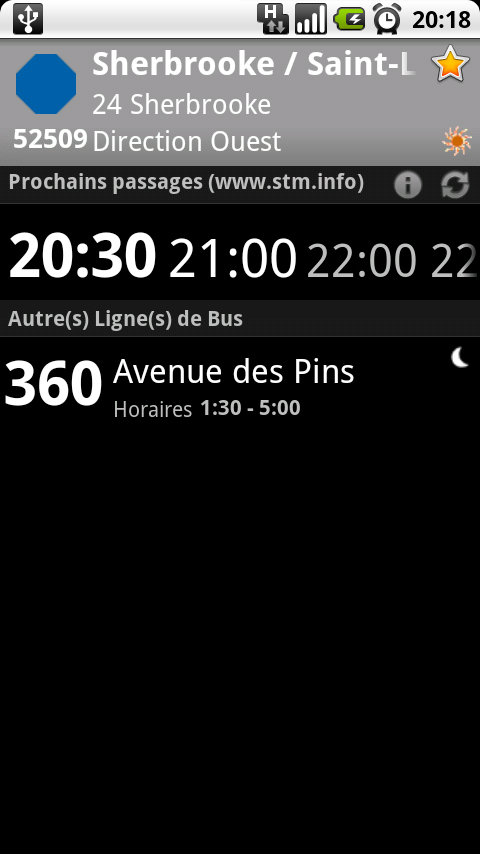 H
20:18
Sherbrooke / Saint-L
24 Sherbrooke
52509 Direction Ouest
Prochains passages (www.stm.info)
20:30 21:00 22:00 22
Autre(s) Ligne(s) de Bus
360 Avenue des Pins
Horaires 1:30 - 5:00